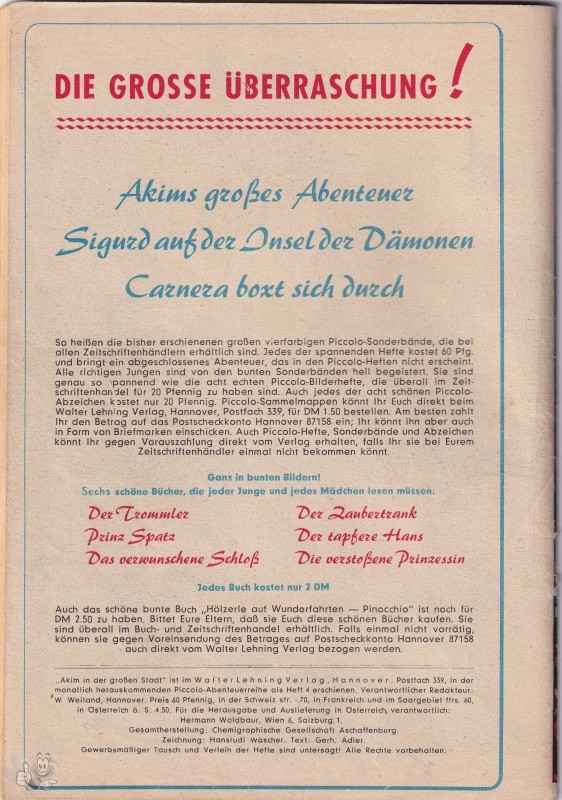 DIE GROSSE ÜBERRASCHUNG!
Akims großes Abenteuer
Sigurd auf der Insel der Dämonen
Carnera boxt sich durch
So heißen die bisher erschienenen großen vierfarbigen Piccolo-Sonderbände, die bei
allen Zeitschriftenhändlern erhältlich sind. Jedes der spannenden Hefte kostet 60 Pfg.
und bringt ein abgeschlossenes Abenteuer, das in den Piccolo-Heften nicht erscheint.
Alle richtigen Jungen sind von den bunten Sonderbänden hell begeistert. Sie sind
genau so spannend wie die acht echten Piccolo-Bilderhefte, die überall im Zeit-
schriftenhandel für 20 Pfennig zu haben sind. Auch jedes der acht schönen Piccolo-
Abzeichen kostet nur 20 Pfennig. Piccolo-Sammelmappen könnt Ihr Euch direkt beim
Walter Lehning Verlag, Hannover, Postfach 339, für DM 1.50 bestellen. Am besten zahlt
Ihr den Betrag auf das Postscheckkonto Hannover 87158 ein; Ihr könnt ihn aber auch
in Form von Briefmarken einschicken. Auch Piccolo-Hefte, Sonderbände und Abzeichen
könnt Ihr gegen Vorauszahlung direkt vom Verlag erhalten, falls Ihr sie bei Eurem
Zeitschriftenhändler einmal nicht bekommen könnt.
Ganz in bunten Bildern!
Sechs schöne Bücher, die jeder Junge und jedes Mädchen lesen müssen:
Der Trommler Der Zaubertrank
Prinz Spatz Der tapfere Hans
Das verwunschene Schloß Die verstoßene Prinzessin
Jedes Buch kostet nur 2 DM
Auch das schöne bunte Buch „Hölzerle auf Wunderfahrten — Pinocchio" ist noch für
DM 2.50 zu haben. Bittet Eure Eltern, daß sie Euch diese schönen Bücher kaufen. Sie
sind überall im Buch- und Zeitschriftenhandel erhältlich. Falls einmal nicht vorrätig,
können sie gegen Voreinsendung des Betrages auf Postscheckkonto Hannover 87158
auch direkt vom Walter Lehning Verlag bezogen werden.
„Akim in der großen Stadt" ist im Walter Lehning Verlag, Hannover, Postfach 339, in der
monatlich herauskommenden Piccolo-Abenteuerreihe als Heft 4 erschienen. Verantwortlicher Redakteur:
W Weiland, Hannover. Preis 60 Pfennig, in der Schweiz sfr. -.70, in Frankreich und im Saargebiet ffrs. 60,
in Österreich ö. S. 4.50. Für die Herausgabe und Auslieferung in Österreich, verantwortlich:
Hermann Waldbaur, Wien 6, Salzburg 1.
Gesamtherstellung: Chemigraphische Gesellschaft Aschaffenburg.
Zeichnung: Hansrudi Wäscher. Text: Gerh. Adler.
Gewerbsmäßiger Tausch und Verleih der Hefte sind untersagt! Alle Rechte vorbehalten.